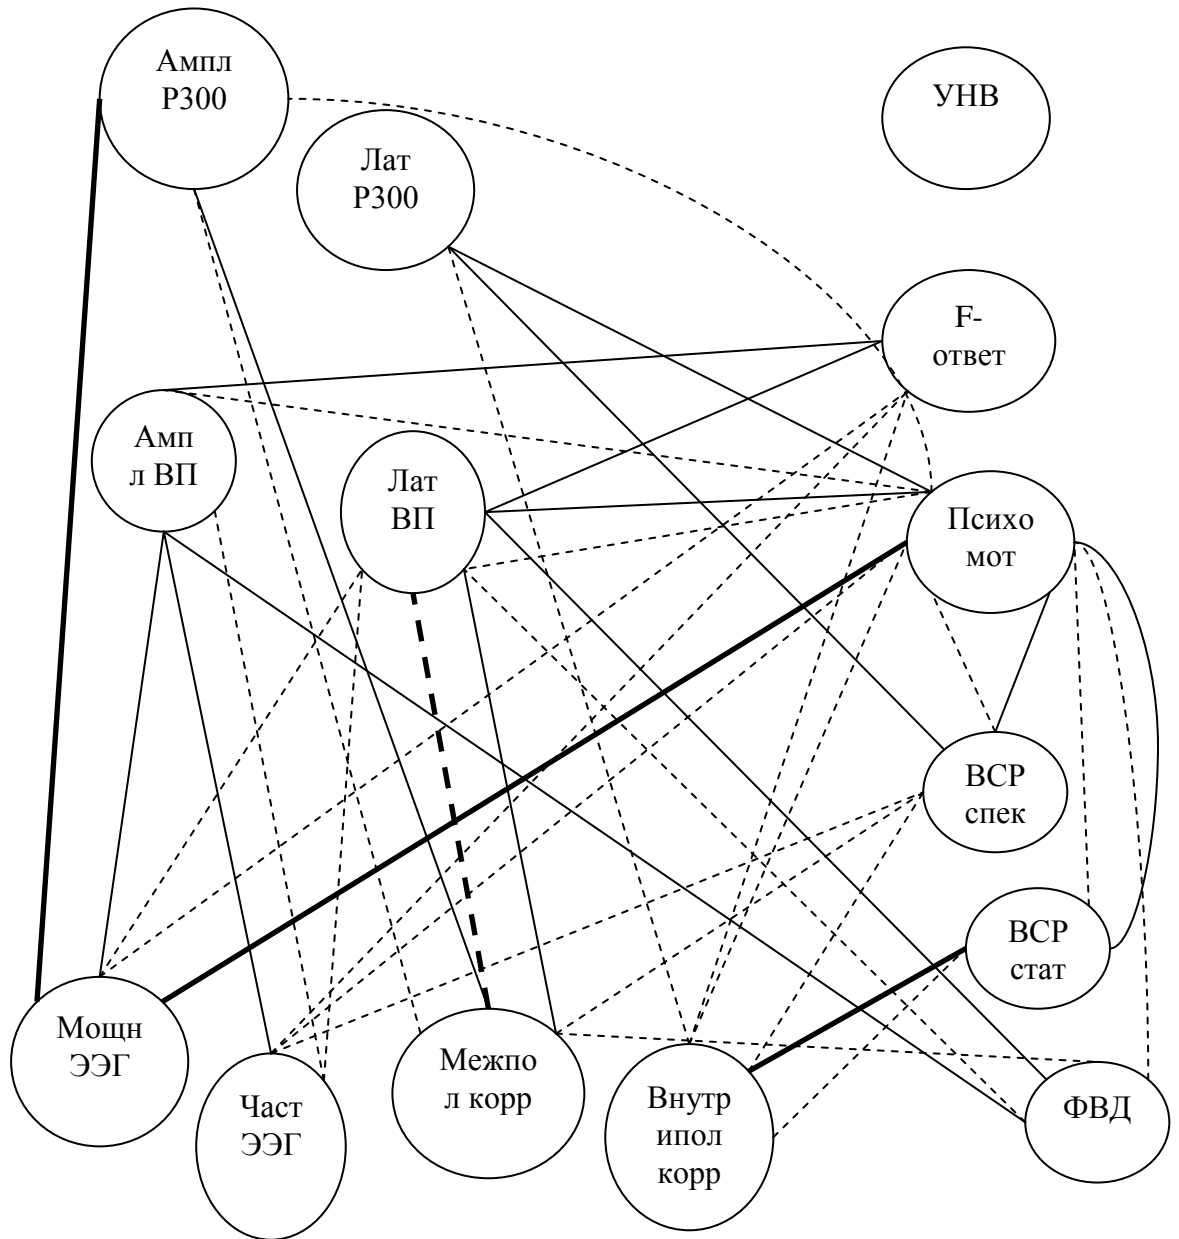 Ампл
Р300
УНВ
Лат
Р300
F-
ответ
Амп
л ВП
Лат
ВП
Психо
мот
ВСР
спек
ВСР
стат
Мощн
ЭЭГ
Част
ЭЭГ
Межпо
л корр
Внутр
ипол
корр
ФВД